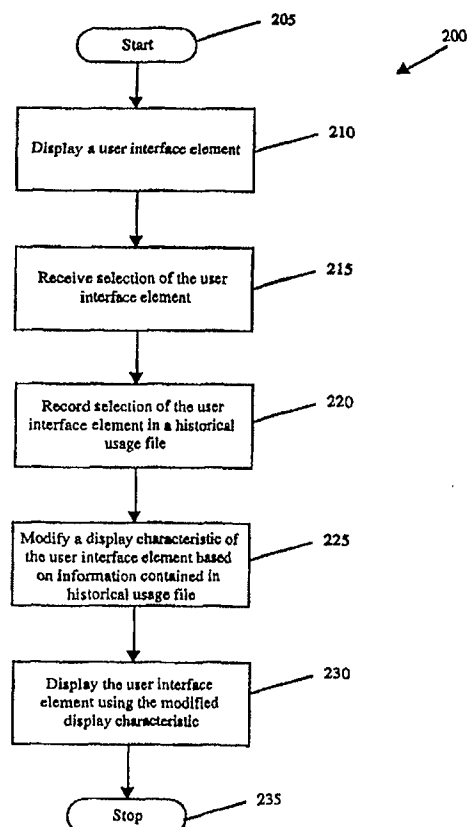 Start
205
200
Display a user interface element
210
Receive selection of the user
interface element
215
Record selection of the user
interface element in a historical
usage file
220
Modify a display characteristic of
the user interface element based
on information contained in
historical usage file
225
Display the user interface
element using the modified
display characteristic
230
Stop
235